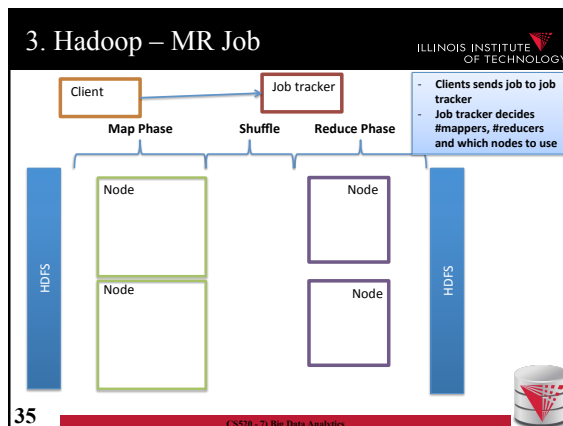 3. Hadoop – MR Job
ILLINOIS INSTITUTE
OF TECHNOLOGY
Client
Job tracker
- Clients sends job to job
tracker
- Job tracker decides
#mappers, #reducers
and which nodes to use
Map Phase
Shuffle
Reduce Phase
HDFS
Node
Node
Node
Node
HDFS
35
CS520 - 7) Big Data Analytics